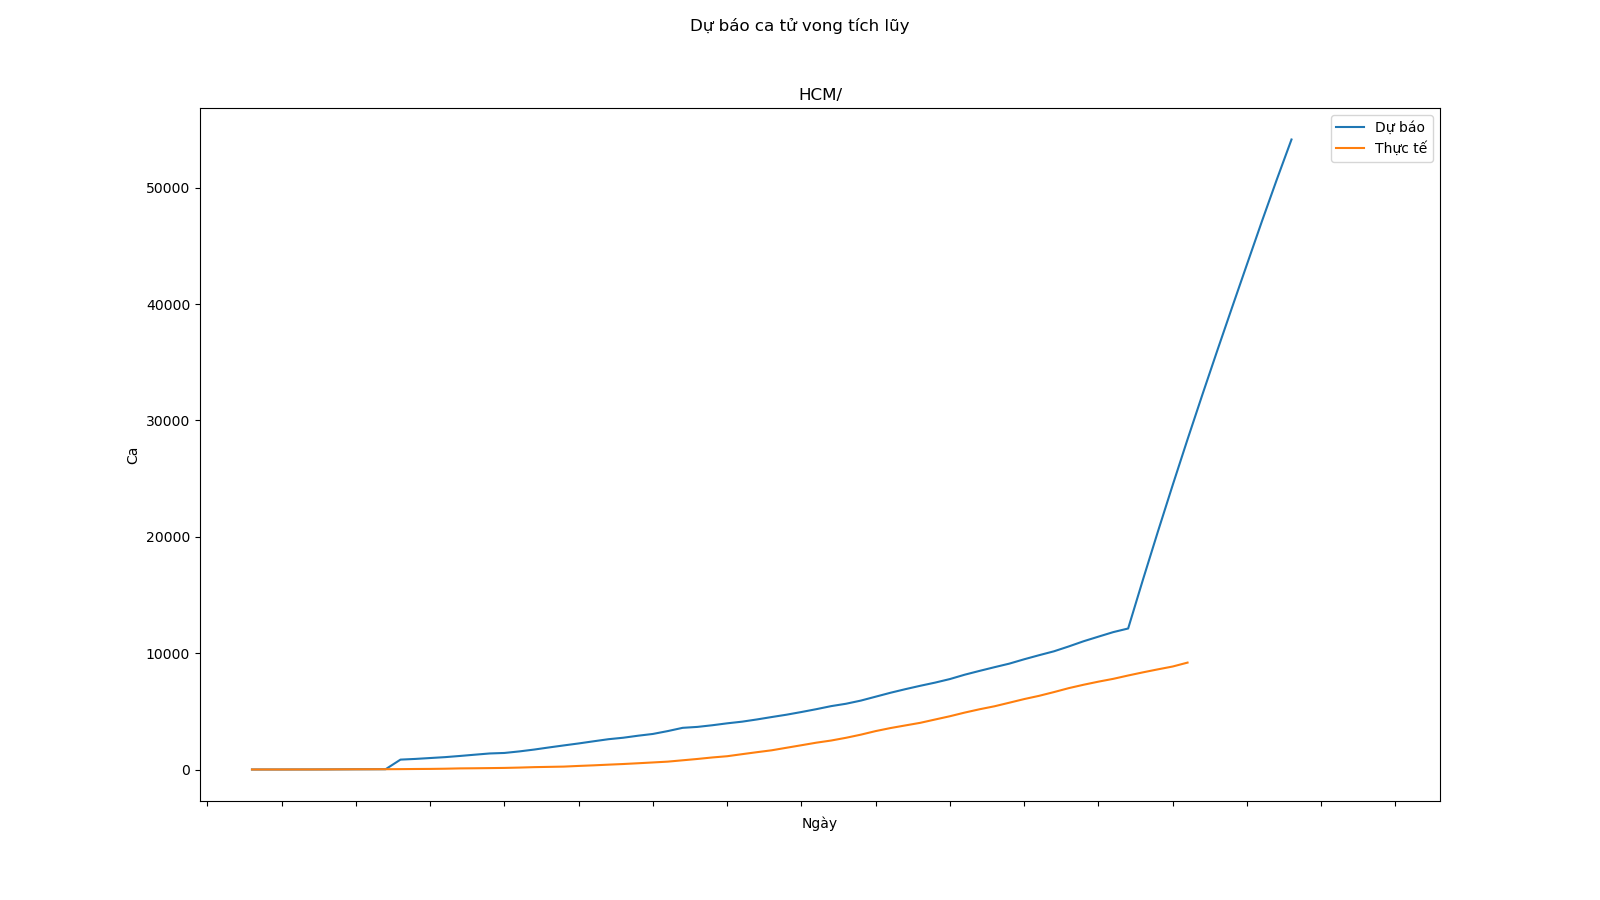 Dự báo ca tử vong tích lũy
HCM/
Dự báo
Thực tế
50000
40000
30000
20000
10000
0
Ca
Ngày